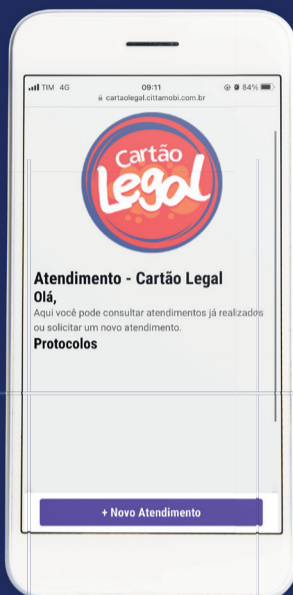 TIM 4G 09:11 84%
cartaolegal.cittamobi.com.br
Cartão
Legal
Atendimento - Cartão Legal
Olá,
Aqui você pode consultar atendimentos já realizados
ou solicitar um novo atendimento.
Protocolos
+ Novo Atendimento